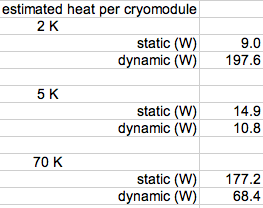 estimated heat per cryomodule
2 K
static (W) 9.0
dynamic (W) 197.6
5 K
static (W) 14.9
dynamic (W) 10.8
70 K
static (W) 177.2
dynamic (W) 68.4